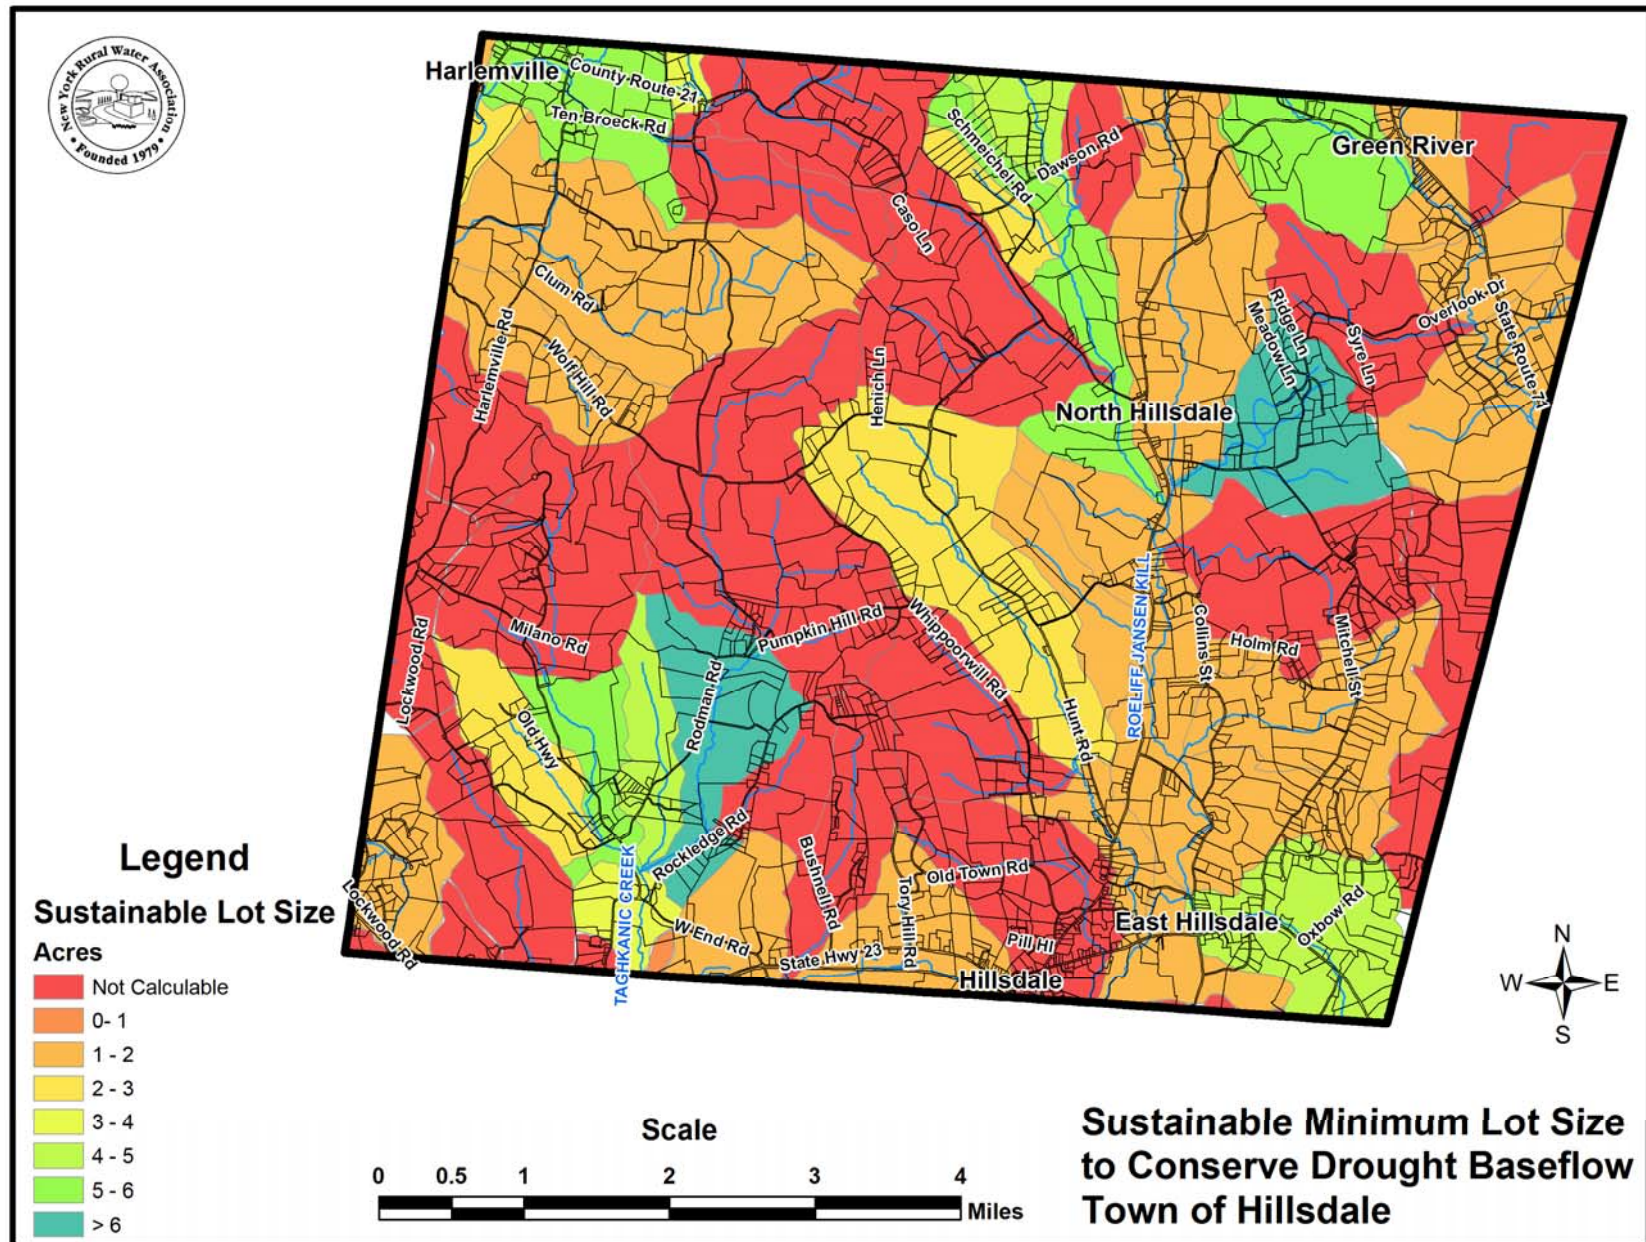 New York Rural Water Association
• Founded 1979 •
Harlemville
County Route 21
Ten Broeck Rd
Schmeichel Rd
Dawson Rd
Green River
Caso Ln
Clum Rd
Harlemville Rd
Wolf Hill Rd
Henich Ln
North Hillsdale
Ridge Ln
Meadow Ln
Syre Ln
Overlook Dr
State Route 71
Lockwood Rd
Milano Rd
Pumpkin Hill Rd
Whippoorwill Rd
ROELIFF JANSEN KILL
Collins St
Holm Rd
Mitchell St
Old Hwy
Rodman Rd
Hunt Rd
Rockledge Rd
Bushnell Rd
Old Town Rd
Tory Hill Rd
TAGHKANIC CREEK
W End Rd
State Hwy 23
Pill Hl
East Hillsdale
Oxbow Rd
Hillsdale
Lockwood Rd
N
W E
S
Legend
Sustainable Lot Size
Acres
Not Calculable
0- 1
1 - 2
2 - 3
3 - 4
4 - 5
5 - 6
> 6
Scale
0 0.5 1 2 3 4
Miles
Sustainable Minimum Lot Size
to Conserve Drought Baseflow
Town of Hillsdale